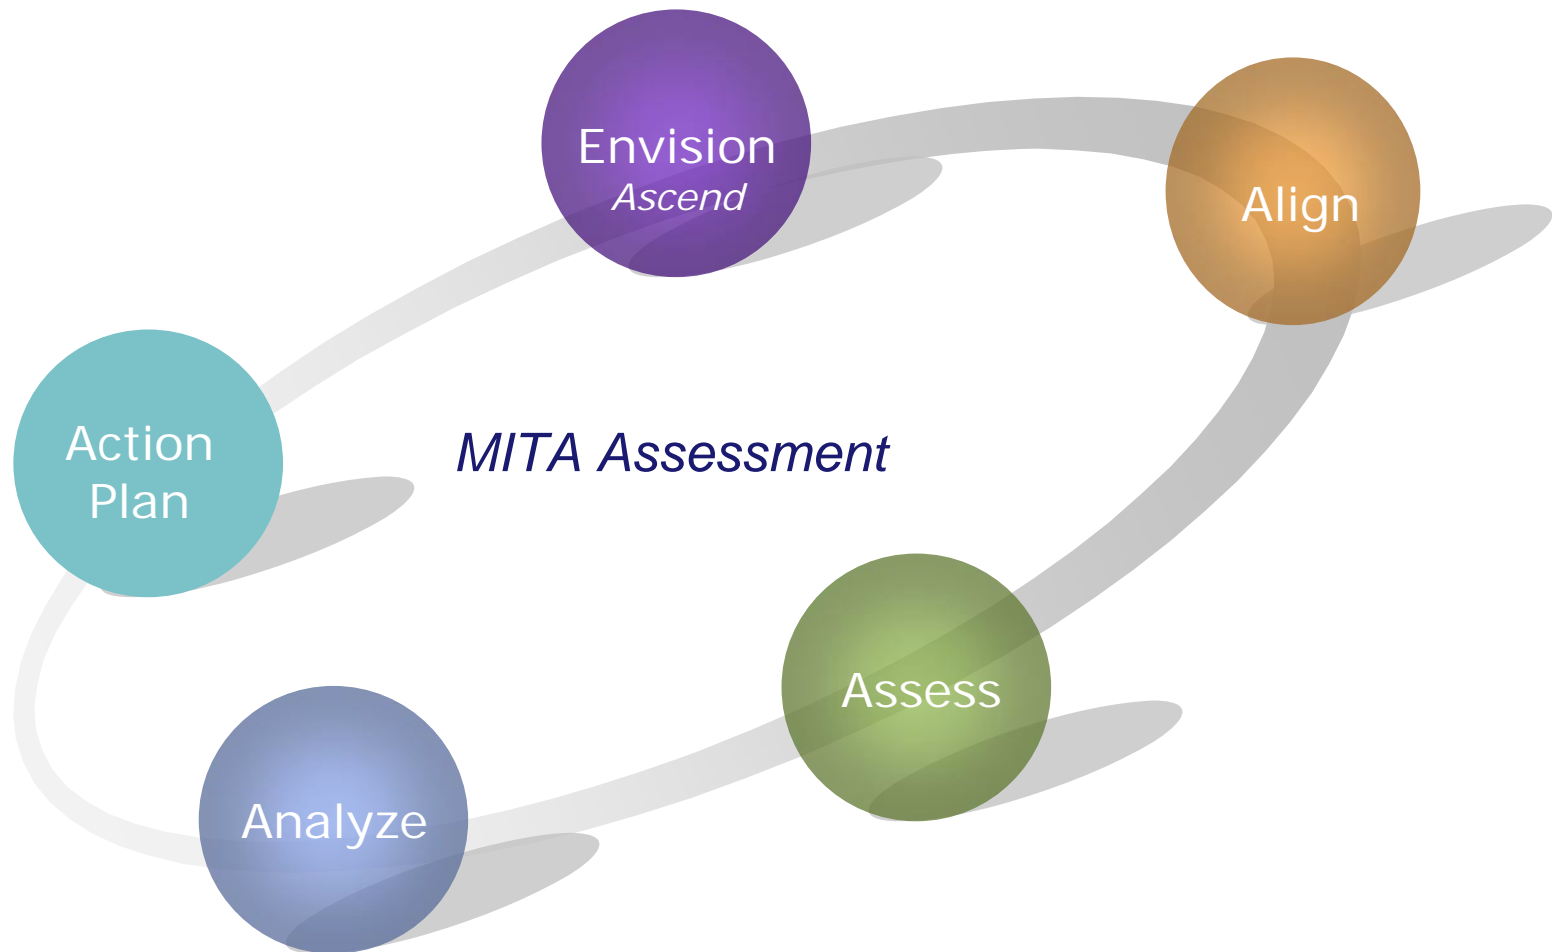 Envision
Ascend
Align
Action
Plan
MITA Assessment
Assess
Analyze